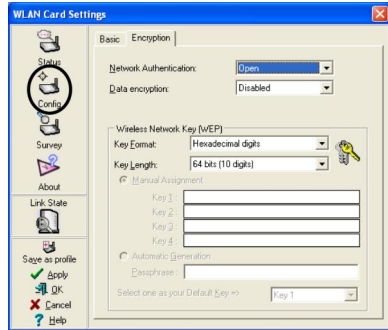 WLAN Card Settings
Status
Config
Survey
About
Link State
Save as profile
Apply
OK
Cancel
Help
Basic
Encryption
Network Authentication: Open
Data encryption: Disabled
Wireless Network Key (WEP)
Key Format: Hexadecimal digits
Key Length: 64 bits (10 digits)
Manual Assignment
Key 1 :
Key 2 :
Key 3 :
Key 4 :
Automatic Generation
Passphrase :
Select one as your Default Key => Key 1